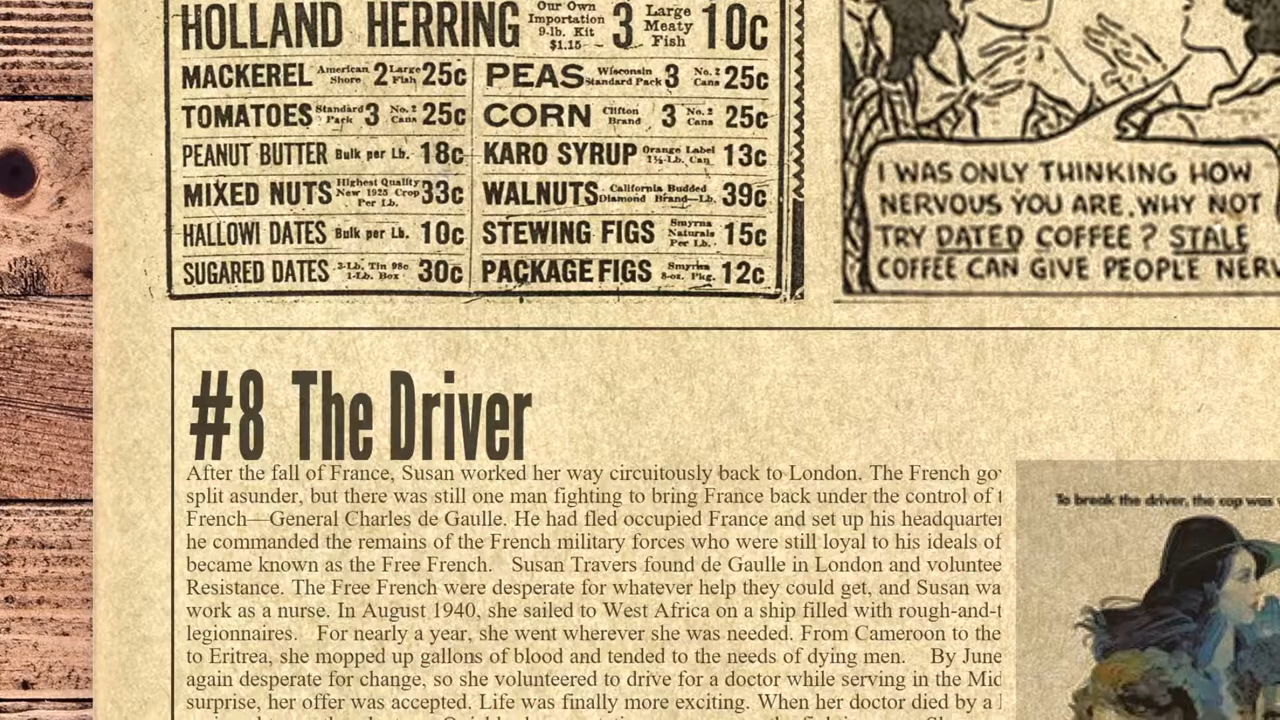 HOLLAND HERRING Our Own Importation 9-lb. Kit $1.15 3 Large Meaty Fish 10c
MACKEREL American Shore 2 Large Fish 25c
PEAS Wisconsin Standard Pack 3 No. 2 Cans 25c
TOMATOES Standard Pack 3 No. 2 Cans 25c
CORN Clifton Brand 3 No. 2 Cans 25c
PEANUT BUTTER Bulk per Lb. 18c
KARO SYRUP Orange Label 1½-Lb. Can 13c
MIXED NUTS Highest Quality New 1925 Crop Per Lb. 33c
WALNUTS California Budded Diamond Brand—Lb. 39c
HALLOWI DATES Bulk per Lb. 10c
STEWING FIGS Smyrna Naturals Per Lb. 15c
SUGARED DATES 3-Lb. Tin 98c 1-Lb. Box 30c
PACKAGE FIGS Smyrna 8-oz. Pkg. 12c
I WAS ONLY THINKING HOW
NERVOUS YOU ARE. WHY NOT
TRY DATED COFFEE? STALE
COFFEE CAN GIVE PEOPLE NERV
#8 The Driver
After the fall of France, Susan worked her way circuitously back to London. The French gov
split asunder, but there was still one man fighting to bring France back under the control of t
French—General Charles de Gaulle. He had fled occupied France and set up his headquarter
he commanded the remains of the French military forces who were still loyal to his ideals of
became known as the Free French. Susan Travers found de Gaulle in London and voluntee
Resistance. The Free French were desperate for whatever help they could get, and Susan wa
work as a nurse. In August 1940, she sailed to West Africa on a ship filled with rough-and-t
legionnaires. For nearly a year, she went wherever she was needed. From Cameroon to the
to Eritrea, she mopped up gallons of blood and tended to the needs of dying men. By June
again desperate for change, so she volunteered to drive for a doctor while serving in the Mid
surprise, her offer was accepted. Life was finally more exciting. When her doctor died by a
To break the driver, the cop was